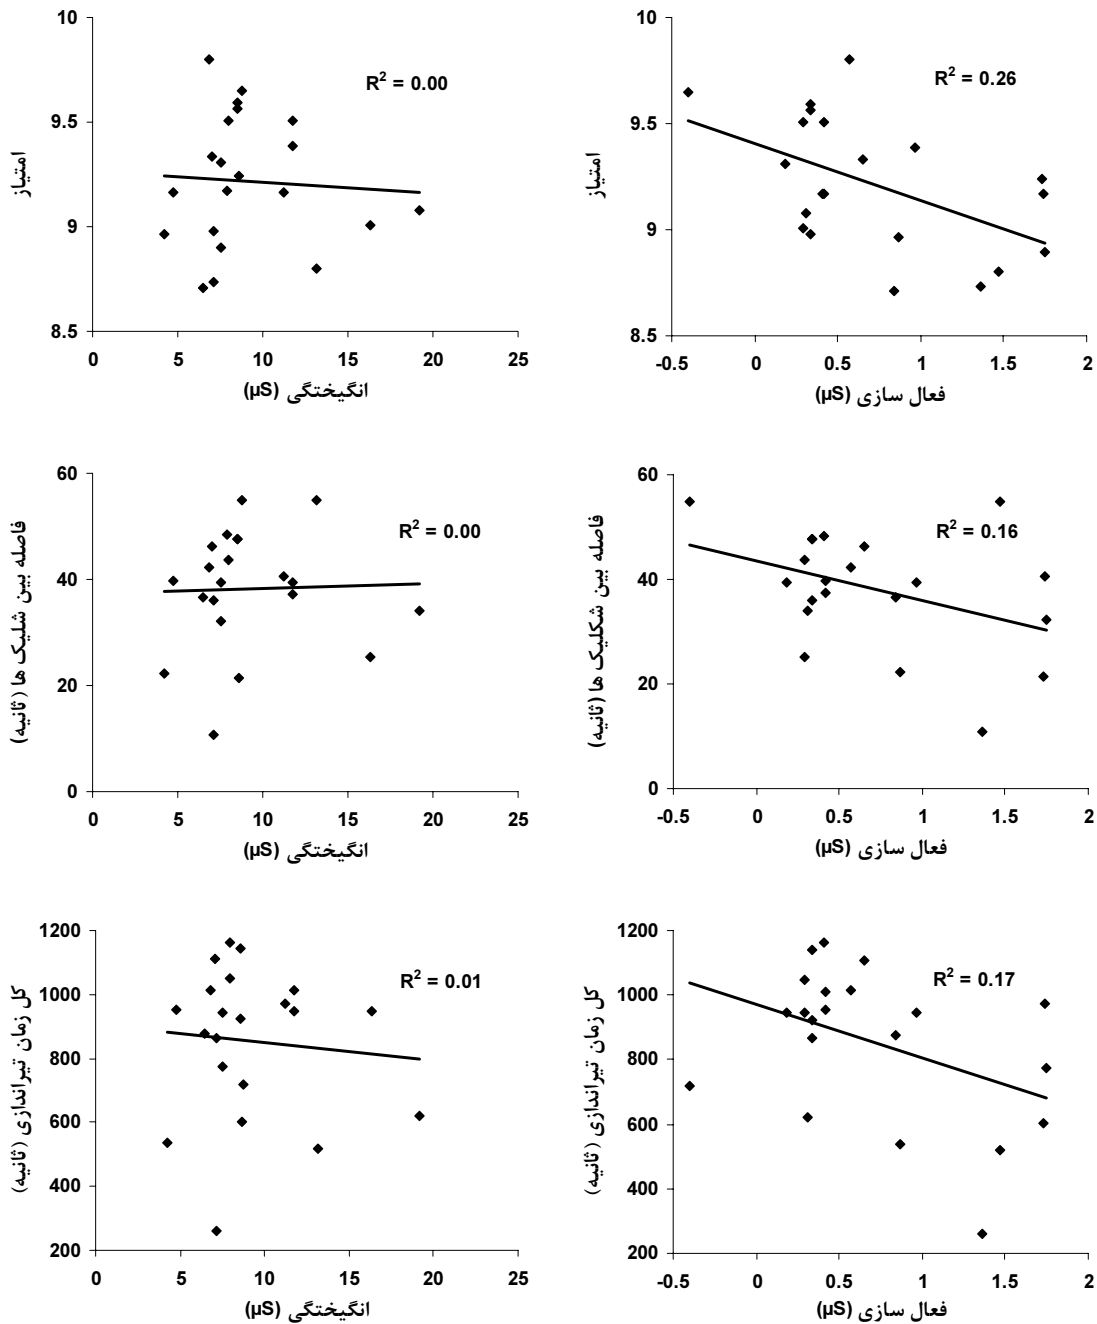 امتیاز
10
9.5
9
8.5
R² = 0.00
0 5 10 15 20 25
انگیختگی (µS)
امتیاز
10
9.5
9
8.5
R² = 0.26
-0.5 0 0.5 1 1.5 2
فعال سازی (µS)
فاصله بین شلیک ها (ثانیه)
60
40
20
0
R² = 0.00
0 5 10 15 20 25
انگیختگی (µS)
فاصله بین شکلیک ها (ثانیه)
60
40
20
0
R² = 0.16
-0.5 0 0.5 1 1.5 2
فعال سازی (µS)
کل زمان تیراندازی (ثانیه)
1200
1000
800
600
400
200
R² = 0.01
0 5 10 15 20 25
انگیختگی (µS)
کل زمان تیراندازی (ثانیه)
1200
1000
800
600
400
200
R² = 0.17
-0.5 0 0.5 1 1.5 2
فعال سازی (µS)